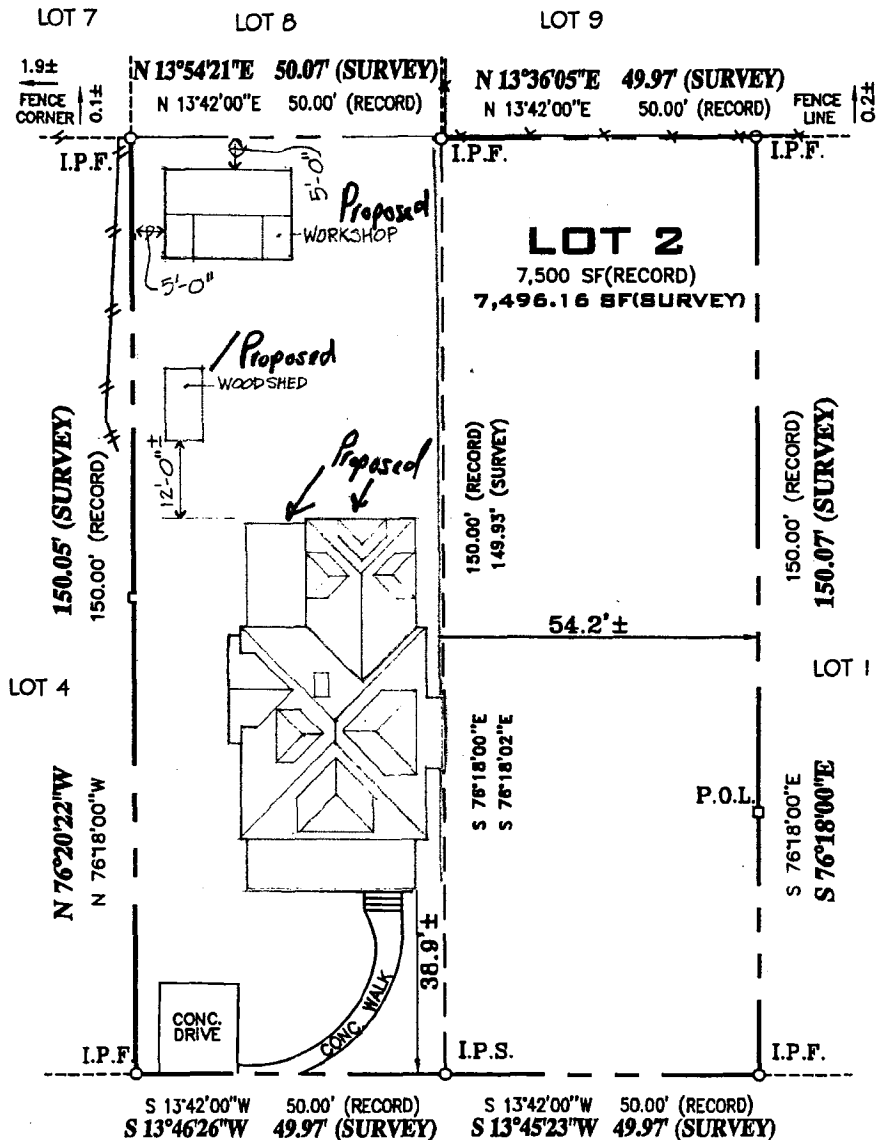 LOT 7
LOT 8
LOT 9
1.9±
FENCE
CORNER
0.1±
N 13°54'21"E 50.07' (SURVEY)
N 13°42'00"E 50.00' (RECORD)
N 13°36'05"E 49.97' (SURVEY)
N 13°42'00"E 50.00' (RECORD)
FENCE
LINE
0.2±
I.P.F.
I.P.F.
I.P.F.
5'-0"
Proposed
WORKSHOP
5'-0"
LOT 2
7,500 SF(RECORD)
7,496.16 SF(SURVEY)
Proposed
WOODSHED
12'-0"±
Proposed
150.05' (SURVEY)
150.00' (RECORD)
150.00' (RECORD)
149.93' (SURVEY)
150.00' (RECORD)
150.07' (SURVEY)
54.2'±
LOT 4
LOT 1
N 76°20'22"W
N 76°18'00"W
S 76°18'00"E
S 76°18'02"E
P.O.L.
S 76°18'00"E
S 76°18'00"E
38.9'±
CONC. WALK
CONC.
DRIVE
I.P.F.
I.P.S.
I.P.F.
S 13°42'00"W 50.00' (RECORD)
S 13°46'26"W 49.97' (SURVEY)
S 13°42'00"W 50.00' (RECORD)
S 13°45'23"W 49.97' (SURVEY)